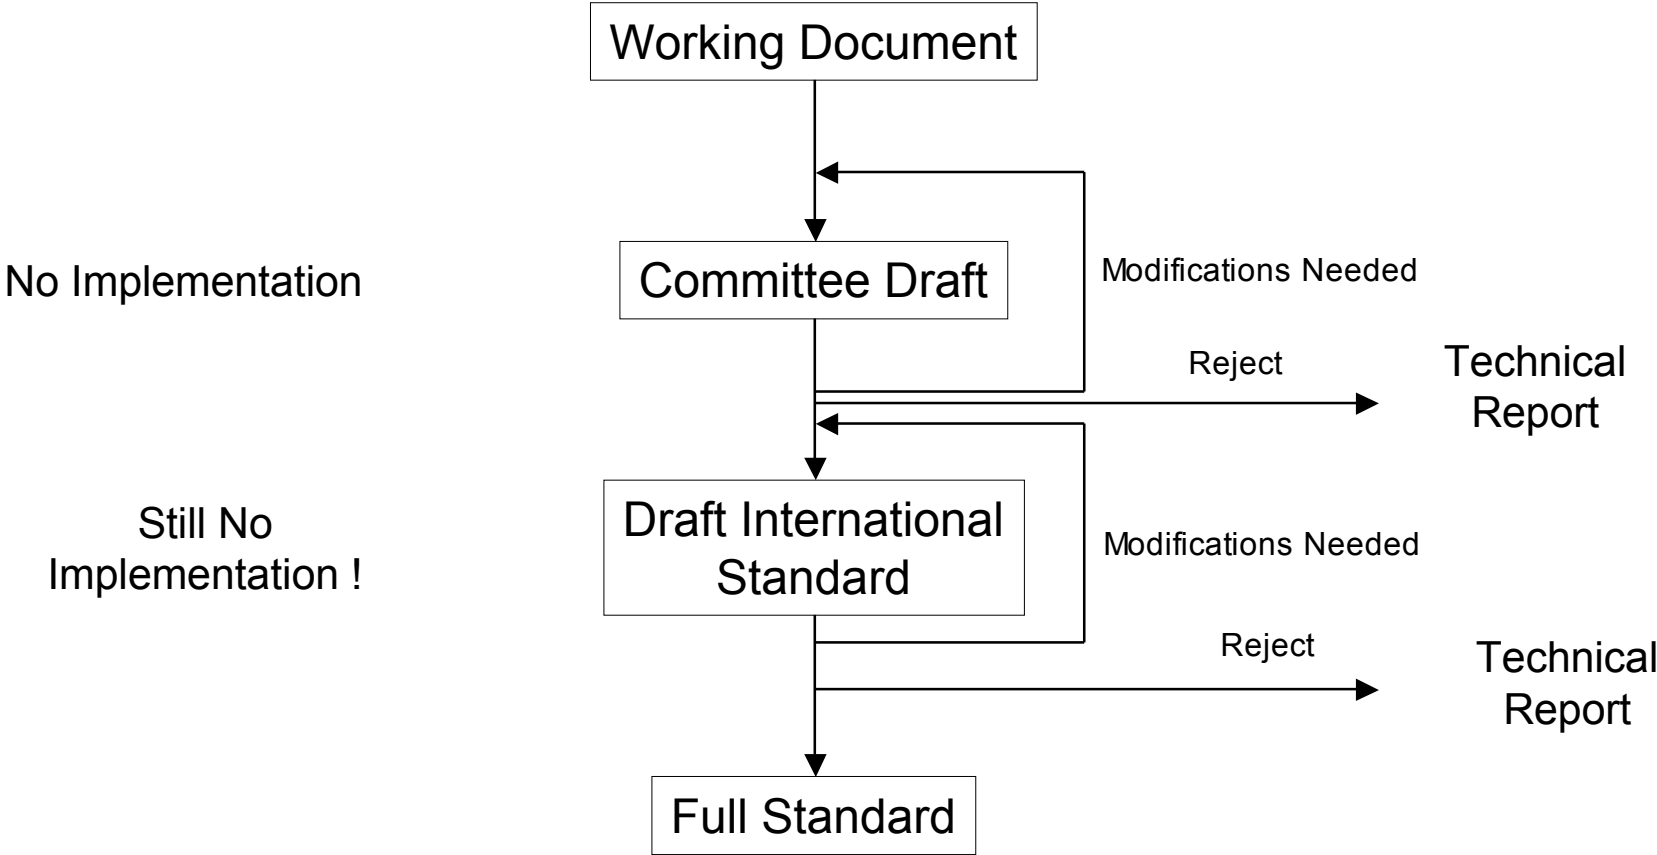 Working Document
No Implementation
Committee Draft
Modifications Needed
Reject
Technical
Report
Still No
Implementation !
Draft International
Standard
Modifications Needed
Reject
Technical
Report
Full Standard